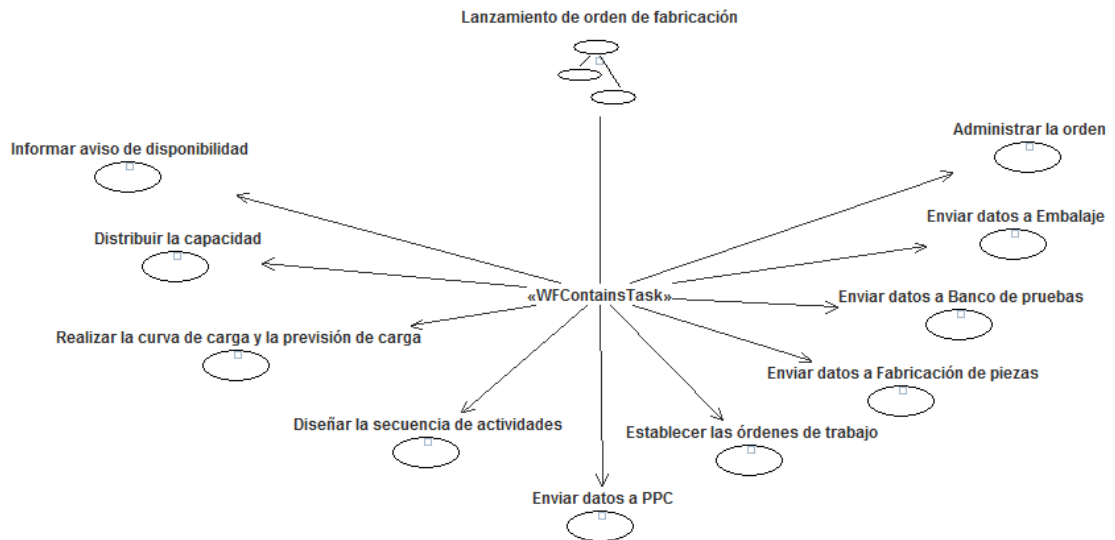 Lanzamiento de orden de fabricación
Administrar la orden
Informar aviso de disponibilidad
Enviar datos a Embalaje
Distribuir la capacidad
«WFContainsTask»
Enviar datos a Banco de pruebas
Realizar la curva de carga y la previsión de carga
Enviar datos a Fabricación de piezas
Diseñar la secuencia de actividades
Establecer las órdenes de trabajo
Enviar datos a PPC